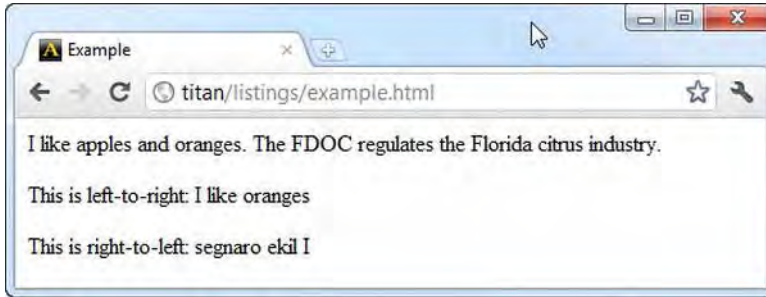 Example
titan/listings/example.html
I like apples and oranges. The FDOC regulates the Florida citrus industry.
This is left-to-right: I like oranges
This is right-to-left: segnaro ekil I